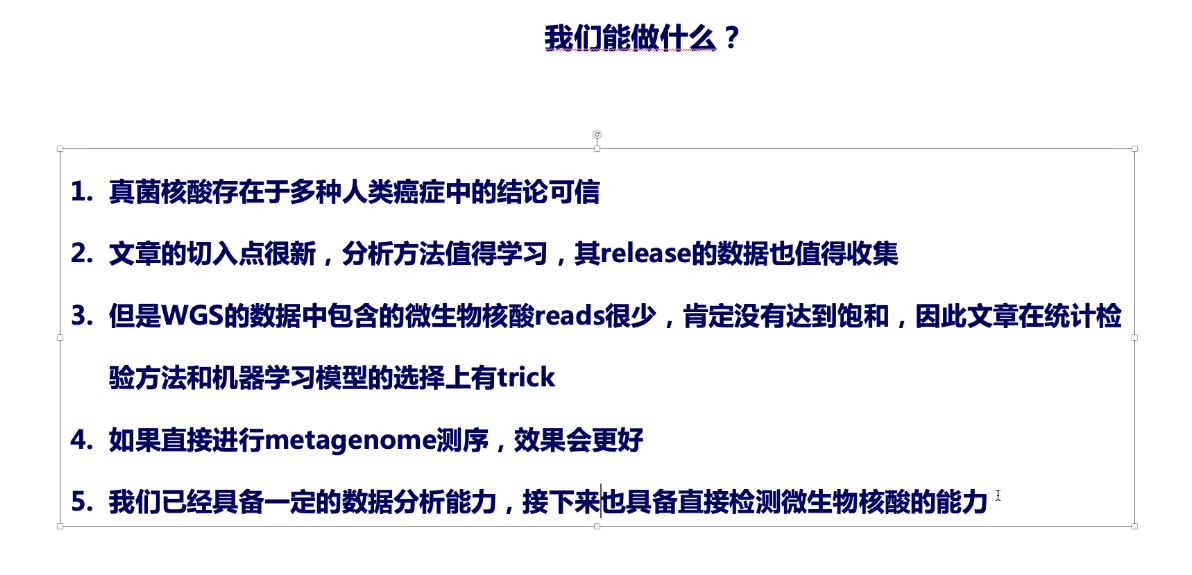 我们能做什么？
1. 真菌核酸存在于多种人类癌症中的结论可信
2. 文章的切入点很新，分析方法值得学习，其release的数据也值得收集
3. 但是WGS的数据中包含的微生物核酸reads很少，肯定没有达到饱和，因此文章在统计检
验方法和机器学习模型的选择上有trick
4. 如果直接进行metagenome测序，效果会更好
5. 我们已经具备一定的数据分析能力，接下来也具备直接检测微生物核酸的能力